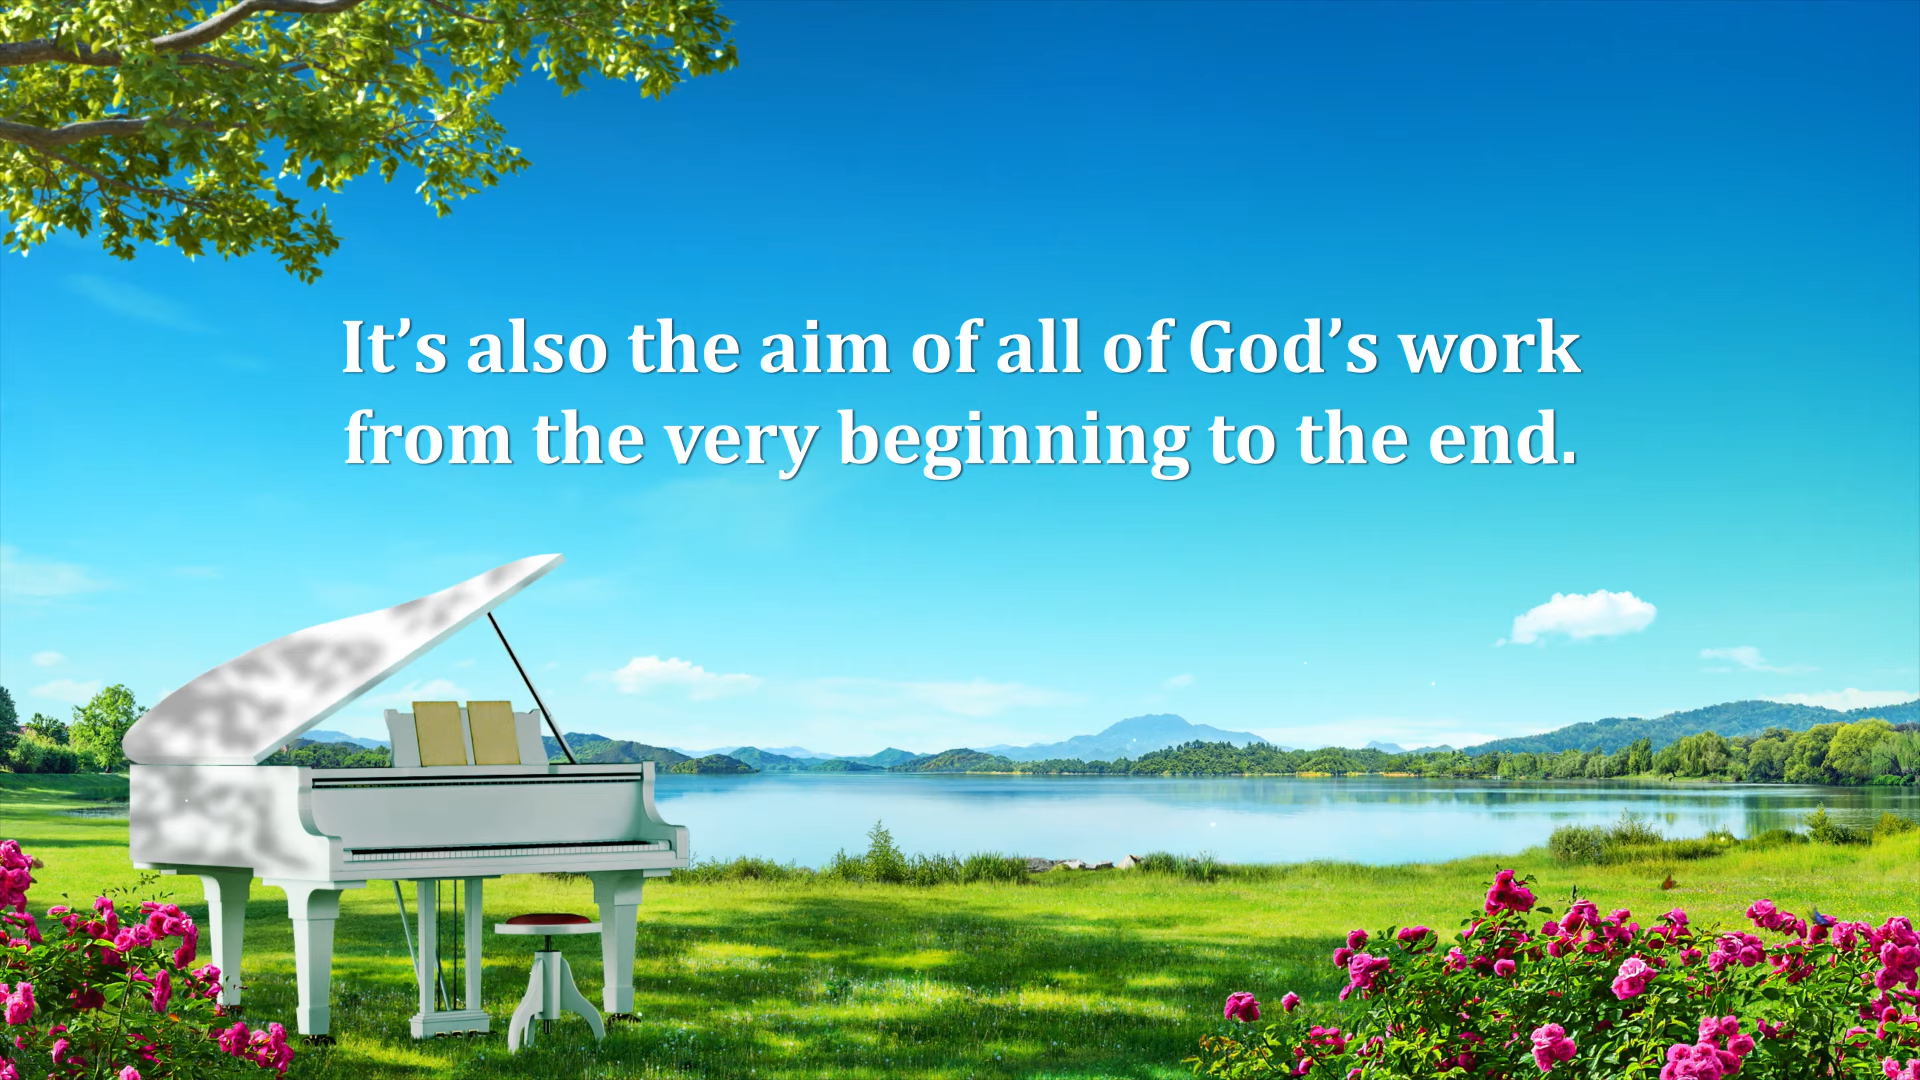 It’s also the aim of all of God’s work
from the very beginning to the end.